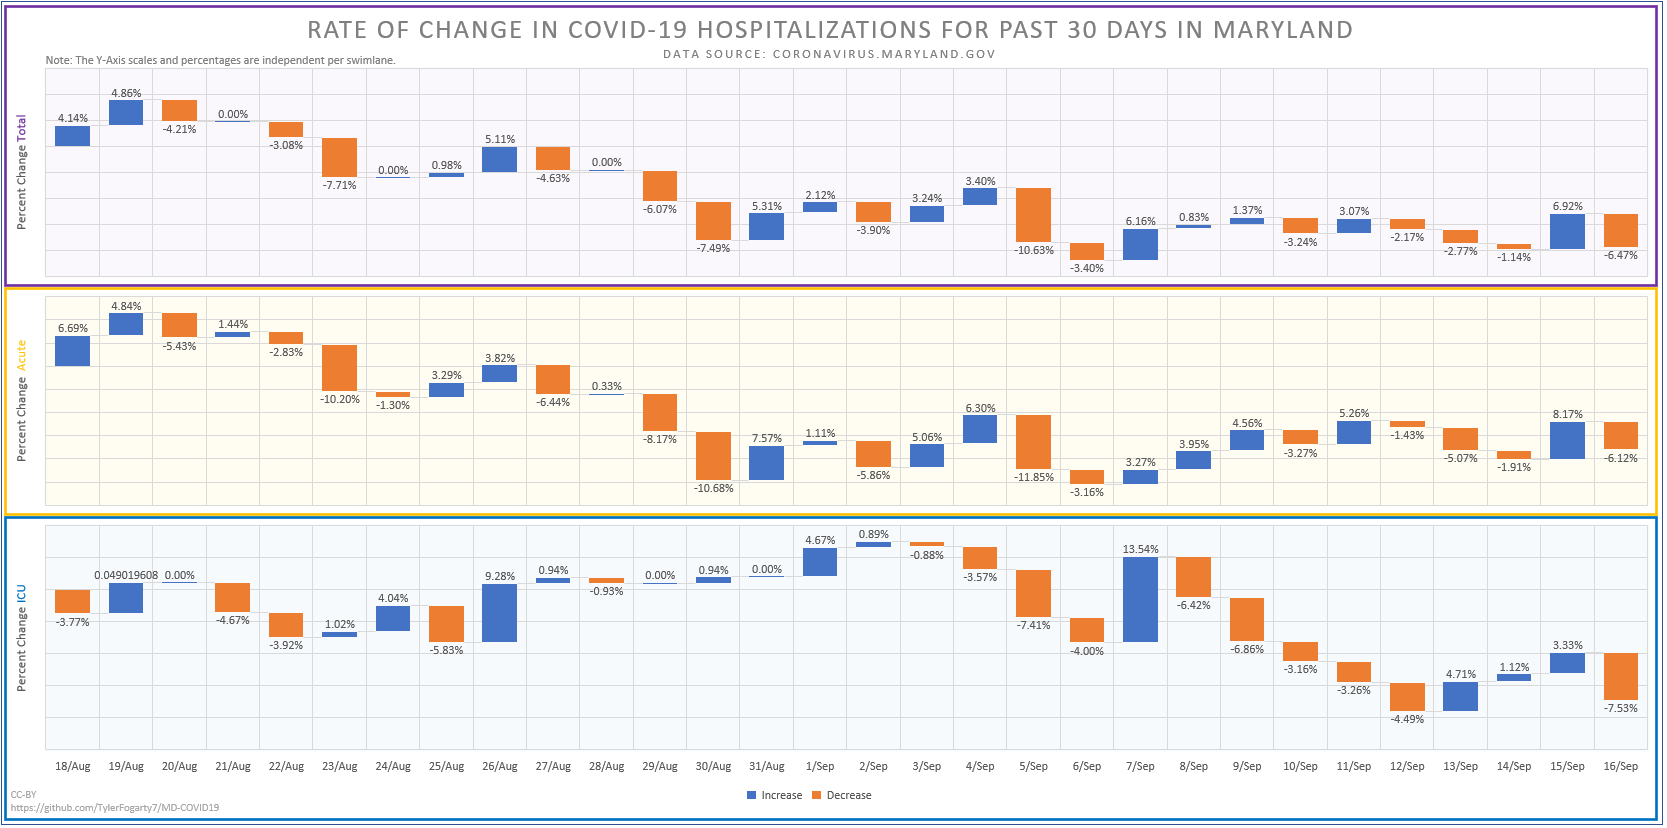 RATE OF CHANGE IN COVID-19 HOSPITALIZATIONS FOR PAST 30 DAYS IN MARYLAND
DATA SOURCE: CORONAVIRUS.MARYLAND.GOV
Note: The Y-Axis scales and percentages are independent per swimlane.
Percent Change Total
4.14% 4.86% -4.21% 0.00% -3.08% -7.71% 0.00% 0.98% 5.11% -4.63% 0.00% -6.07% -7.49% 5.31% 2.12% -3.90% 3.24% 3.40% -10.63% -3.40% 6.16% 0.83% 1.37% -3.24% 3.07% -2.17% -2.77% -1.14% 6.92% -6.47%
Percent Change Acute
6.69% 4.84% -5.43% 1.44% -2.83% -10.20% -1.30% 3.29% 3.82% -6.44% 0.33% -8.17% -10.68% 7.57% 1.11% -5.86% 5.06% 6.30% -11.85% -3.16% 3.27% 3.95% 4.56% -3.27% 5.26% -1.43% -5.07% -1.91% 8.17% -6.12%
Percent Change ICU
-3.77% 0.049019608 0.00% -4.67% -3.92% 1.02% 4.04% -5.83% 9.28% 0.94% -0.93% 0.00% 0.94% 0.00% 4.67% 0.89% -0.88% -3.57% -7.41% -4.00% 13.54% -6.42% -6.86% -3.16% -3.26% -4.49% 4.71% 1.12% 3.33% -7.53%
18/Aug 19/Aug 20/Aug 21/Aug 22/Aug 23/Aug 24/Aug 25/Aug 26/Aug 27/Aug 28/Aug 29/Aug 30/Aug 31/Aug 1/Sep 2/Sep 3/Sep 4/Sep 5/Sep 6/Sep 7/Sep 8/Sep 9/Sep 10/Sep 11/Sep 12/Sep 13/Sep 14/Sep 15/Sep 16/Sep
Increase Decrease
CC-BY
https://github.com/TylerFogarty7/MD-COVID19